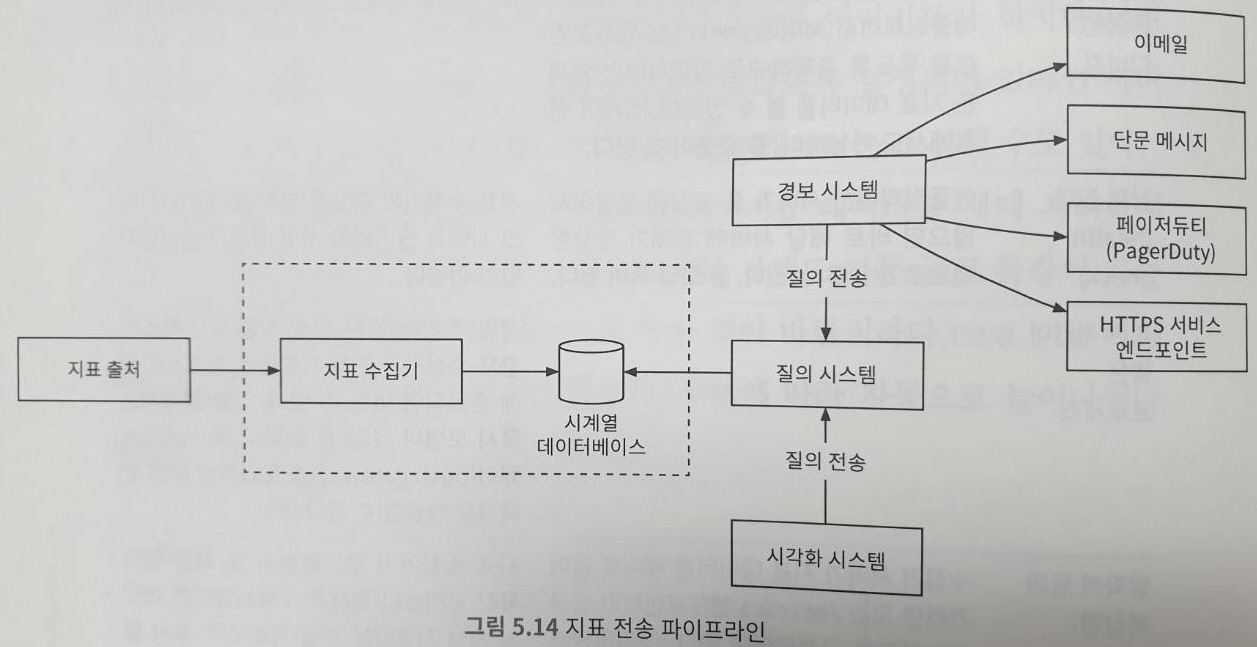 이메일
단문 메시지
경보 시스템
페이저듀티
(PagerDuty)
질의 전송
HTTPS 서비스
엔드포인트
지표 출처
지표 수집기
질의 시스템
시계열
데이터베이스
질의 전송
시각화 시스템
그림 5.14 지표 전송 파이프라인